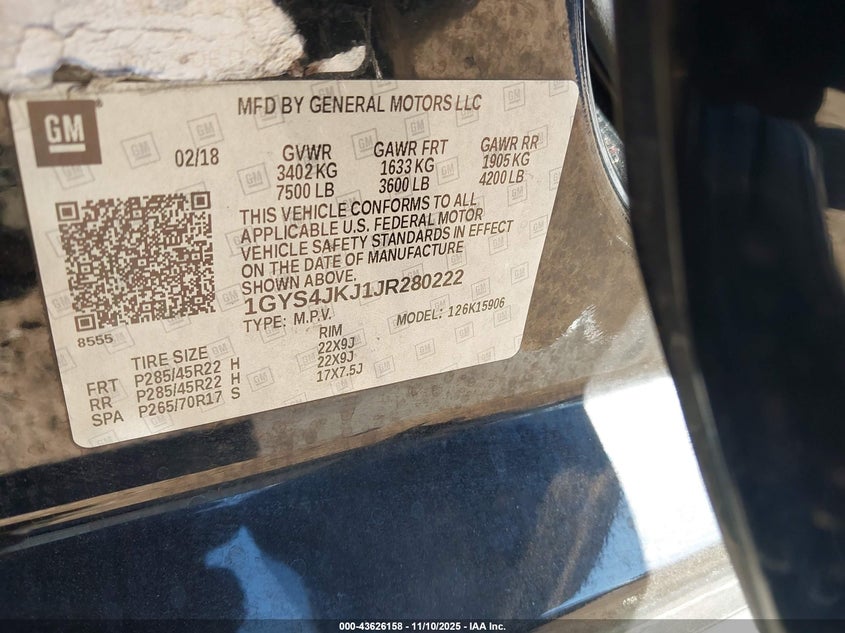 GM
MFD BY GENERAL MOTORS LLC
02/18
GVWR GAWR FRT GAWR RR
3402 KG 1633 KG 1905 KG
7500 LB 3600 LB 4200 LB
THIS VEHICLE CONFORMS TO ALL
APPLICABLE U.S. FEDERAL MOTOR
VEHICLE SAFETY STANDARDS IN EFFECT
ON THE DATE OF MANUFACTURE
SHOWN ABOVE.
1GYS4JKJ1JR280222
TYPE: M.P.V. MODEL: 126K15906
8555
TIRE SIZE RIM
FRT P285/45R22 H 22X9J
RR P285/45R22 H 22X9J
SPA P265/70R17 S 17X7.5J
000-43626158 - 11/10/2025 - IAA Inc.